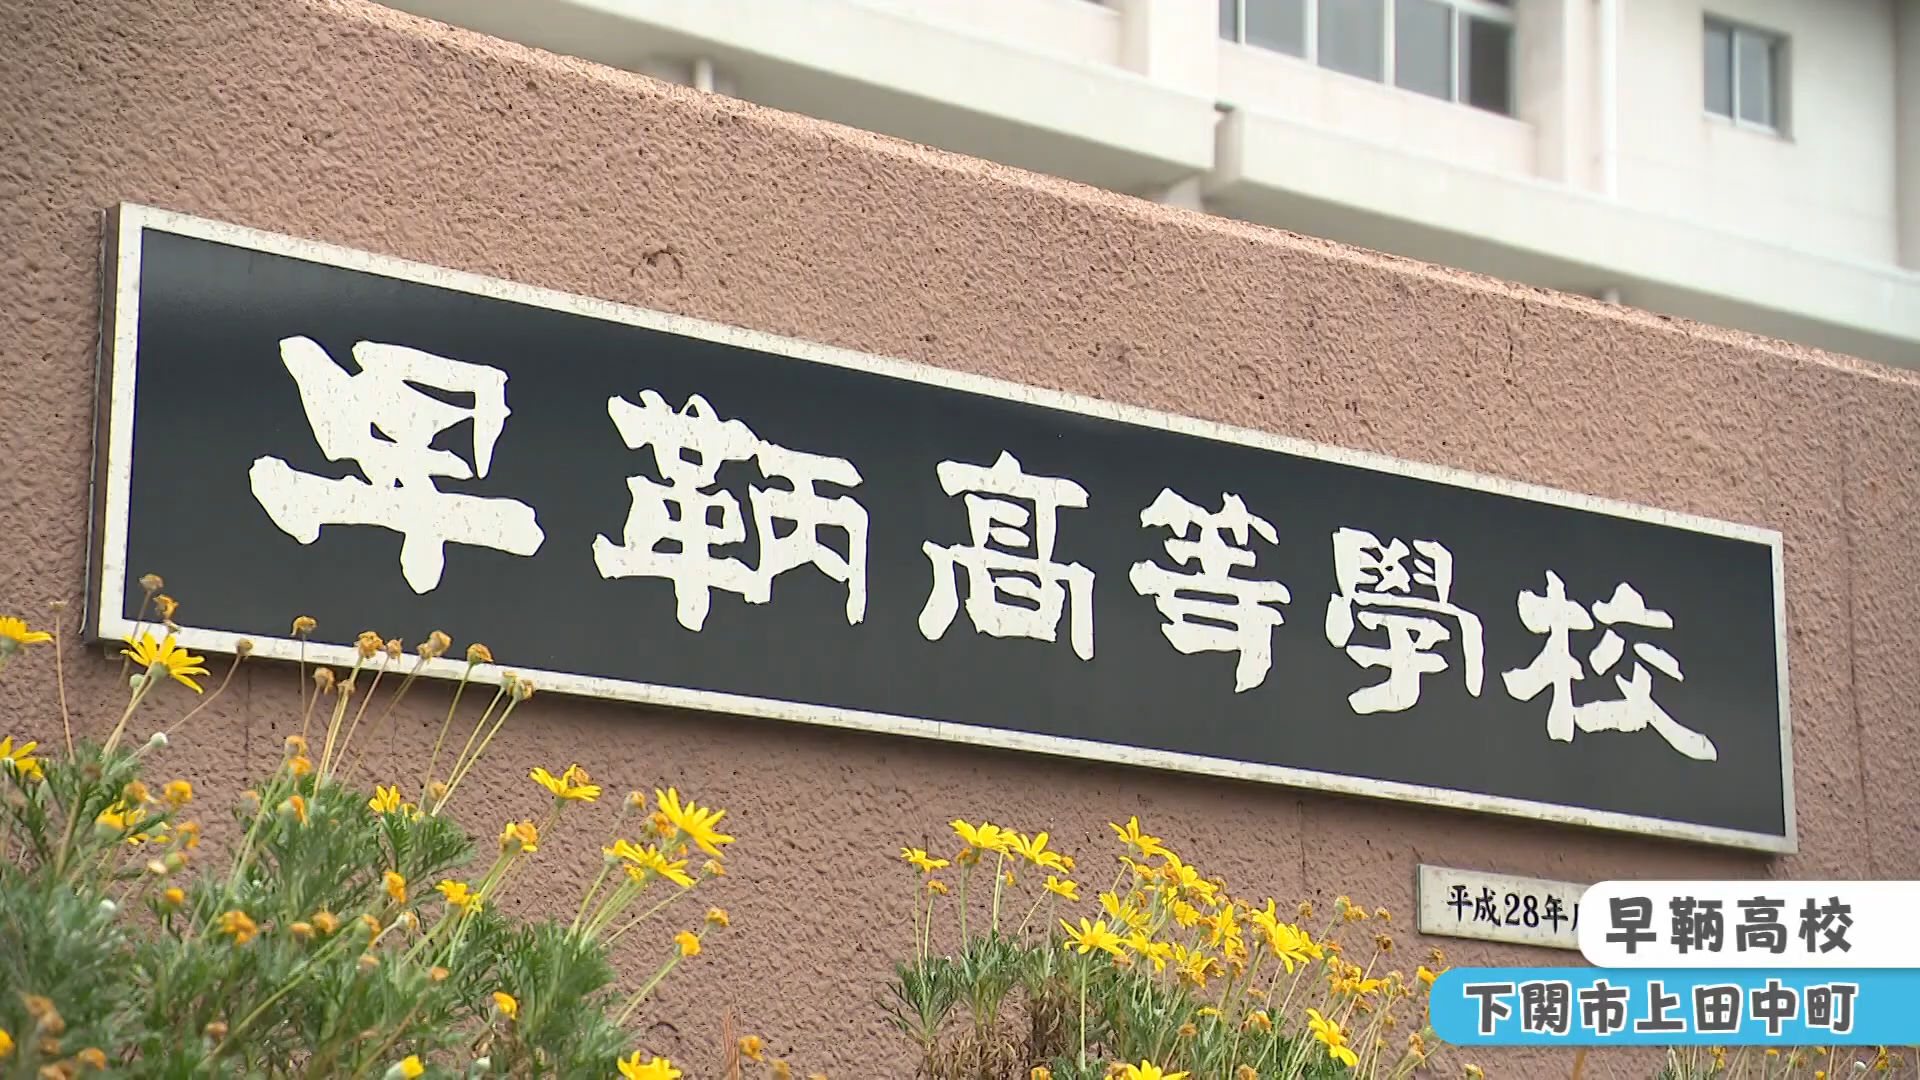 早鞆高等學校
平成28年
早鞆高校
下関市上田中町